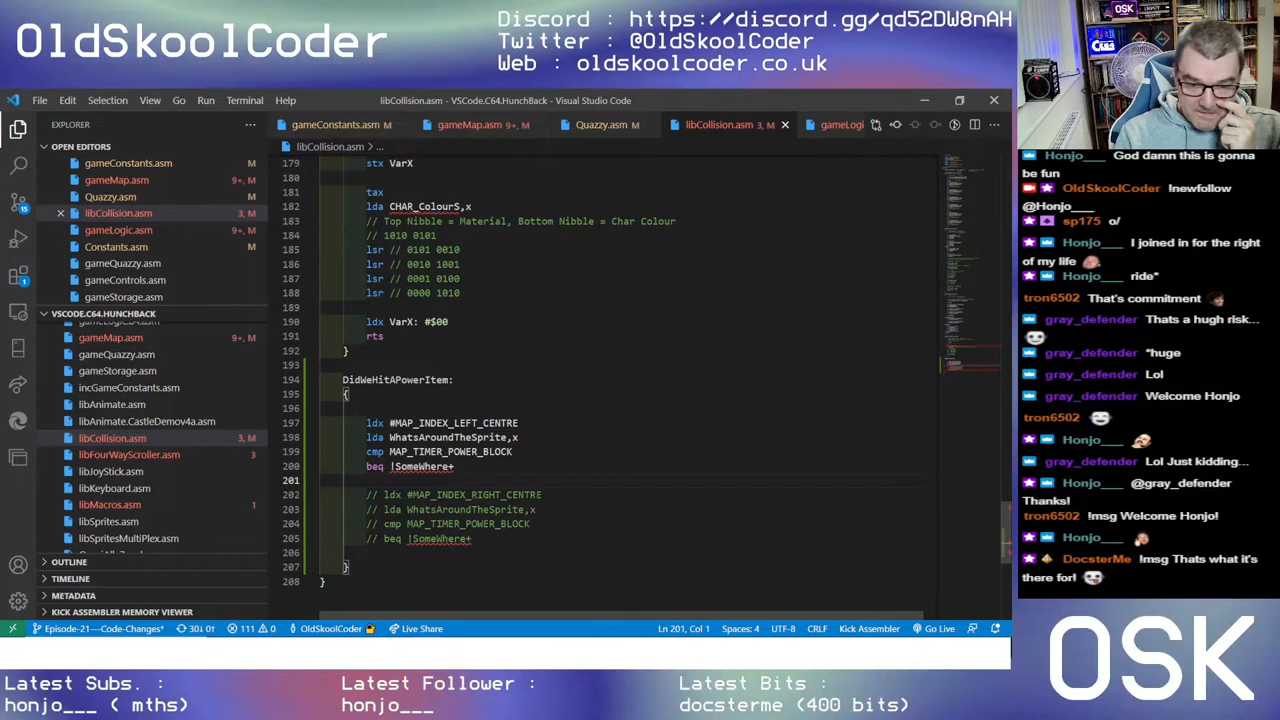 OldSkoolCoder
Discord : https://discord.gg/qd52DW8nAH
Twitter : @OldSkoolCoder
Web : oldskoolcoder.co.uk
OSK
File Edit Selection View Go Run Terminal Help
libCollision.asm - VSCode.C64.HunchBack - Visual Studio Code
EXPLORER
OPEN EDITORS
gameConstants.asm M
gameMap.asm 9+, M
Quazzy.asm M
libCollision.asm 3, M
gameLogic.asm 9+, M
Constants.asm M
gameQuazzy.asm
gameControls.asm
gameStorage.asm
VSCODE.C64.HUNCHBACK
gameMap.asm 9+, M
gameQuazzy.asm
gameStorage.asm
incGameConstants.asm
libAnimate.asm
libAnimate.CastleDemov4a.asm
libCollision.asm 3, M
libFourWayScroller.asm 3
libJoyStick.asm
libKeyboard.asm
libMacros.asm 1
libSprites.asm
libSpritesMultiPlex.asm
OUTLINE
TIMELINE
METADATA
KICK ASSEMBLER MEMORY VIEWER
gameConstants.asm M
gameMap.asm 9+, M
Quazzy.asm M
libCollision.asm 3, M
gameLogi
libCollision.asm > ...
179 stx VarX
180
181 tax
182 lda CHAR_ColourS,x
183 // Top Nibble = Material, Bottom Nibble = Char Colour
184 // 1010 0101
185 lsr // 0101 0010
186 lsr // 0010 1001
187 lsr // 0001 0100
188 lsr // 0000 1010
189
190 ldx VarX: #$00
191 rts
192 }
193
194 DidWeHitAPowerItem:
195 {
196
197 ldx #MAP_INDEX_LEFT_CENTRE
198 lda WhatsAroundTheSprite,x
199 cmp MAP_TIMER_POWER_BLOCK
200 beq !SomeWhere+
201
202 // ldx #MAP_INDEX_RIGHT_CENTRE
203 // lda WhatsAroundTheSprite,x
204 // cmp MAP_TIMER_POWER_BLOCK
205 // beq !SomeWhere+
206
207 }
208 }
Episode-21---Code-Changes* 30↓ 0↑ 111 0 OldSkoolCoder Live Share
Ln 201, Col 1 Spaces: 4 UTF-8 CRLF Kick Assembler Go Live
Honjo___ God damn this is gonna
be fun
OldSkoolCoder !newfollow
@Honjo___
sp175 o/
Honjo___ I joined in for the right
of my life
Honjo___ ride*
tron6502 That's commitment
gray_defender Thats a hugh risk...
gray_defender *huge
gray_defender Lol
gray_defender Welcome Honjo
tron6502
Honjo___
gray_defender Lol Just kidding...
Honjo___ @gray_defender
Thanks!
tron6502 !msg Welcome Honjo!
Honjo___
DocsterMe !msg Thats what it's
there for!
OSK
Latest Subs. :
honjo___ ( mths)
Latest Follower :
honjo___
Latest Bits :
docsterme (400 bits)